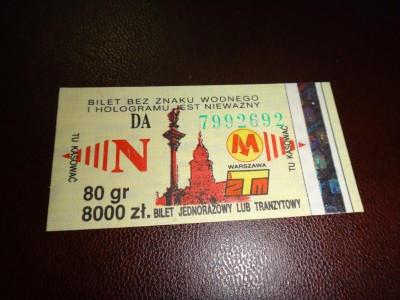 BILET BEZ ZNAKU WODNEGO
I HOLOGRAMU JEST NIEWAŻNY
DA 7992692
TU KASOWAĆ
N
M
WARSZAWA
ZTM
TU KASOWAĆ
80 gr
8000 zł.
BILET JEDNORAZOWY LUB TRANZYTOWY